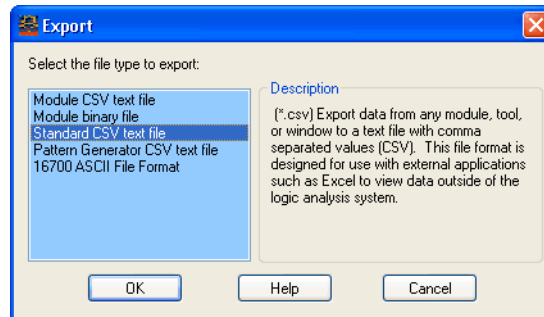 Export
Select the file type to export:
Module CSV text file
Module binary file
Standard CSV text file
Pattern Generator CSV text file
16700 ASCII File Format
Description
(*.csv) Export data from any module, tool,
or window to a text file with comma
separated values (CSV). This file format is
designed for use with external applications
such as Excel to view data outside of the
logic analysis system.
OK
Help
Cancel